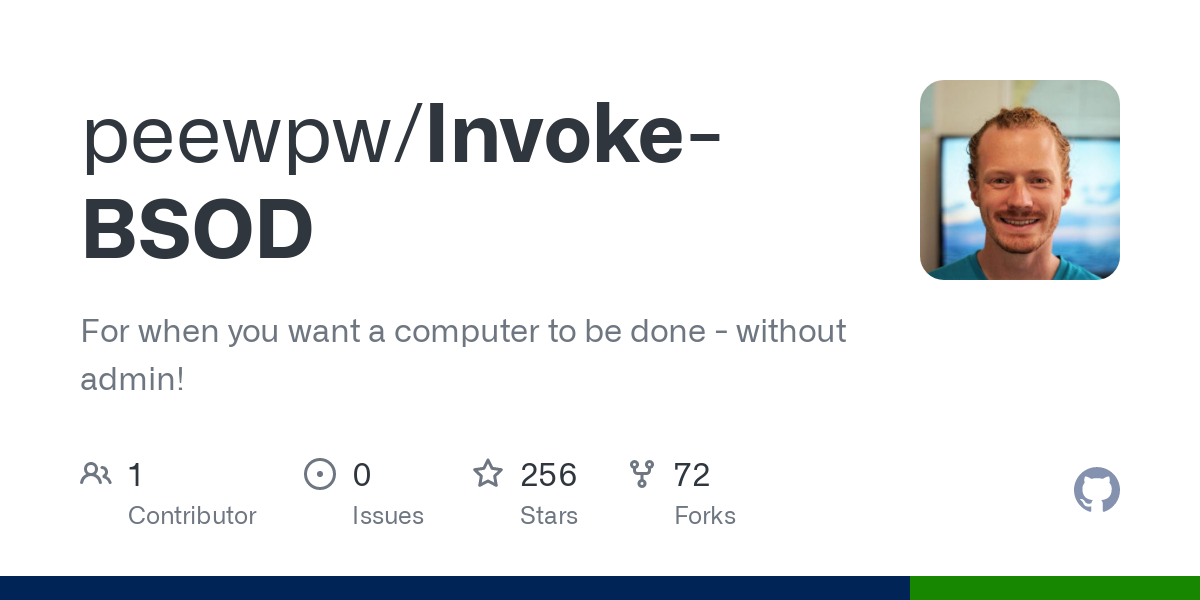 peewpw/Invoke-
BSOD
For when you want a computer to be done - without
admin!
1
Contributor
0
Issues
256
Stars
72
Forks